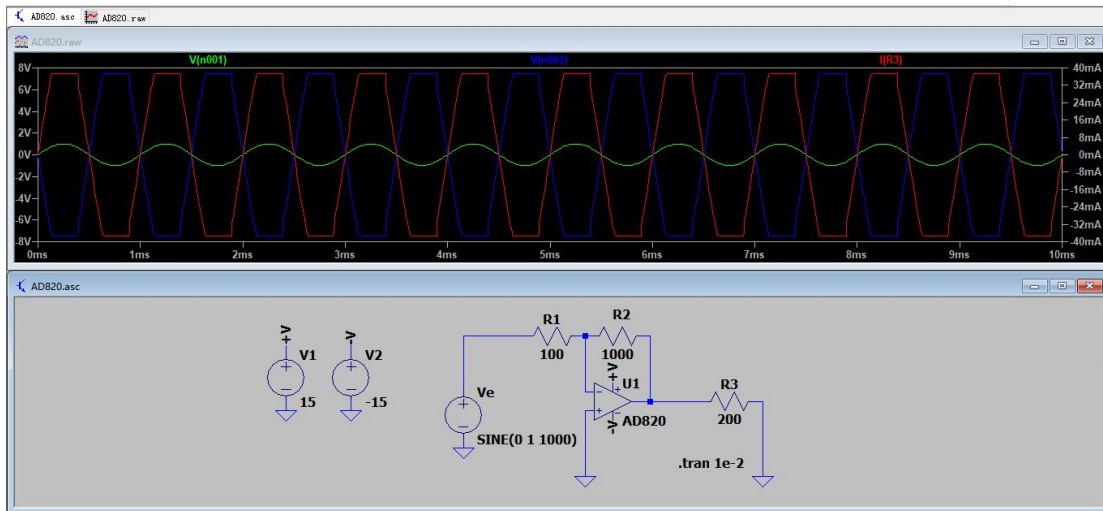 AD820.asc AD820.raw
AD820.raw
V(n001) V(n003) I(R3)
8V 40mA
6V 32mA
24mA
4V
16mA
2V
8mA
0V 0mA
-8mA
-2V
-16mA
-4V
-24mA
-6V
-32mA
-8V -40mA
0ms 1ms 2ms 3ms 4ms 5ms 6ms 7ms 8ms 9ms 10ms
AD820.asc
R1 R2
+V -V
V1 V2
100 1000
+V
U1
Ve
R3
15 -15
-V AD820
200
SINE(0 1 1000)
.tran 1e-2